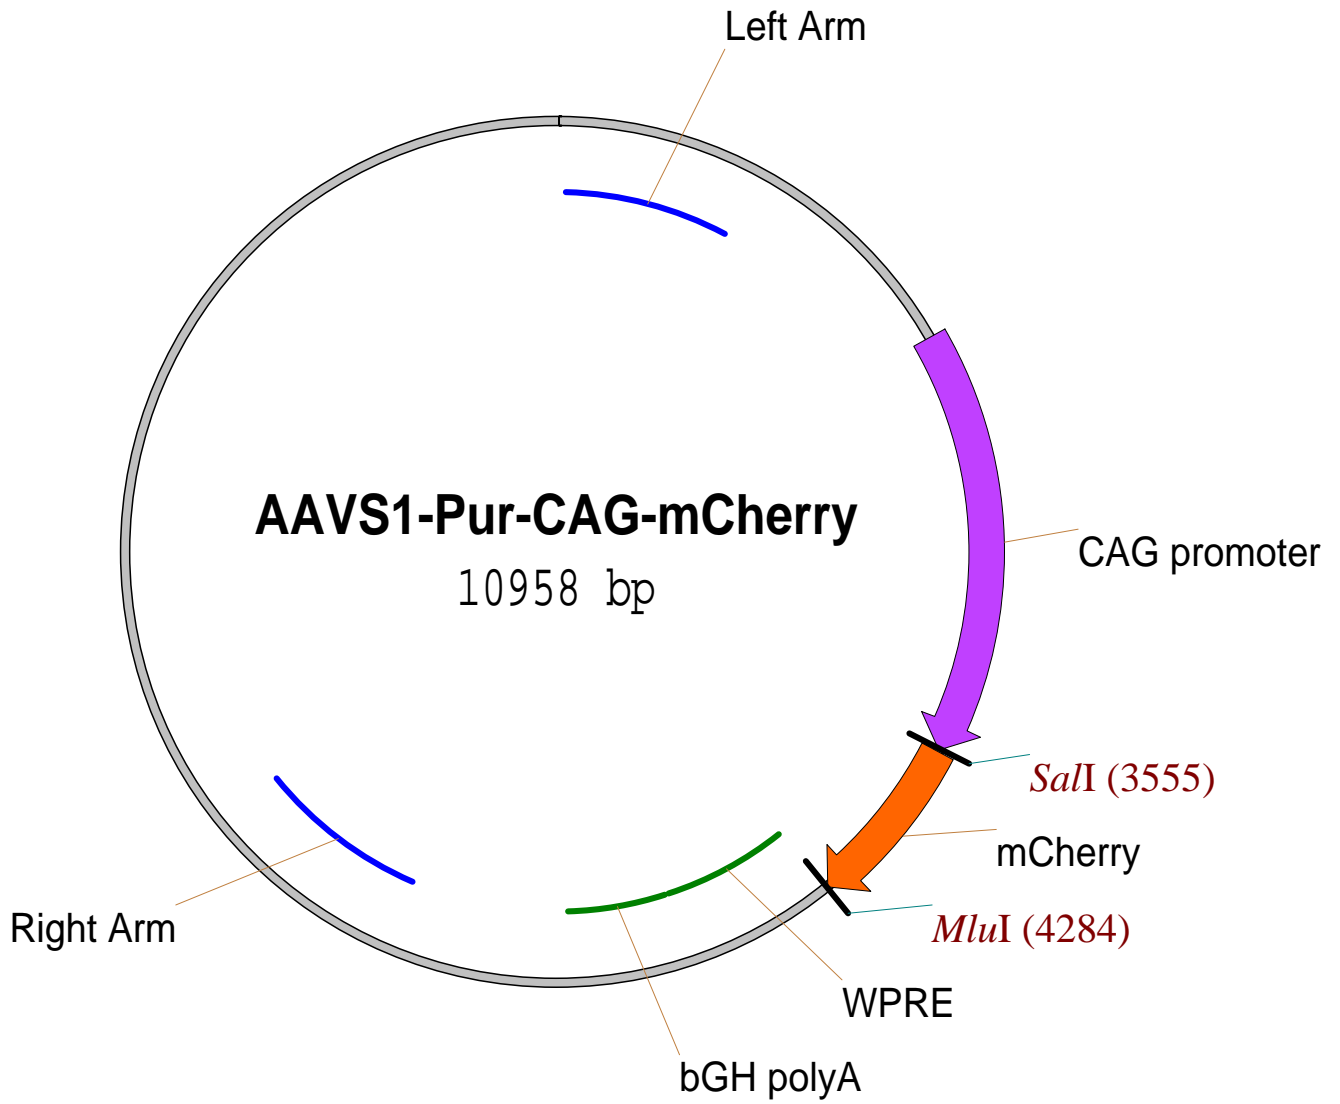 Left Arm
AAVS1-Pur-CAG-mCherry
10958 bp
CAG promoter
SalI (3555)
mCherry
Right Arm
MluI (4284)
WPRE
bGH polyA